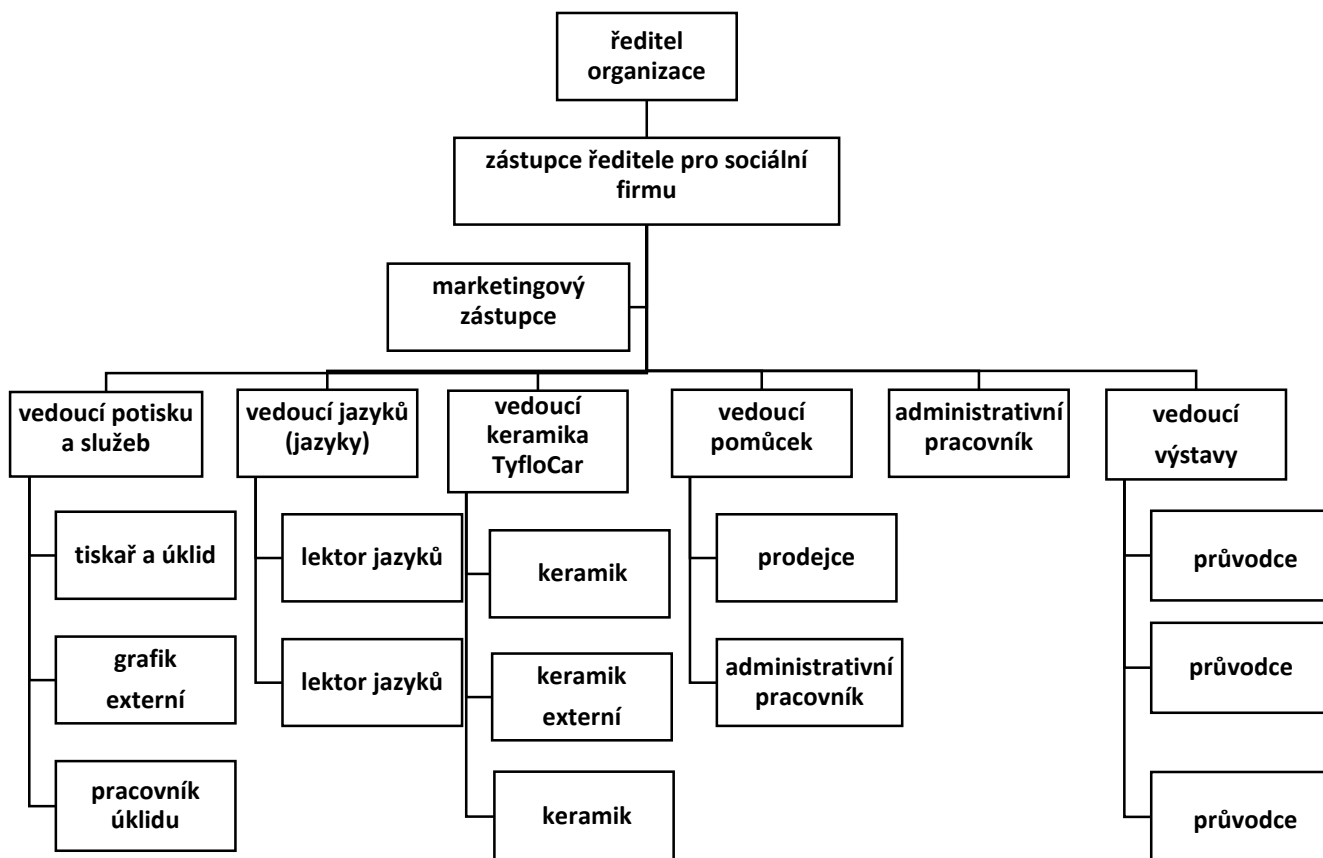 ředitel
organizace
zástupce ředitele pro sociální
firmu
marketingový
zástupce
vedoucí potisku
a služeb
vedoucí jazyků
(jazyky)
vedoucí
keramika
TyfloCar
vedoucí
pomůcek
administrativní
pracovník
vedoucí
výstavy
tiskař a úklid
grafik
externí
pracovník
úklidu
lektor jazyků
lektor jazyků
keramik
keramik
externí
keramik
prodejce
administrativní
pracovník
průvodce
průvodce
průvodce